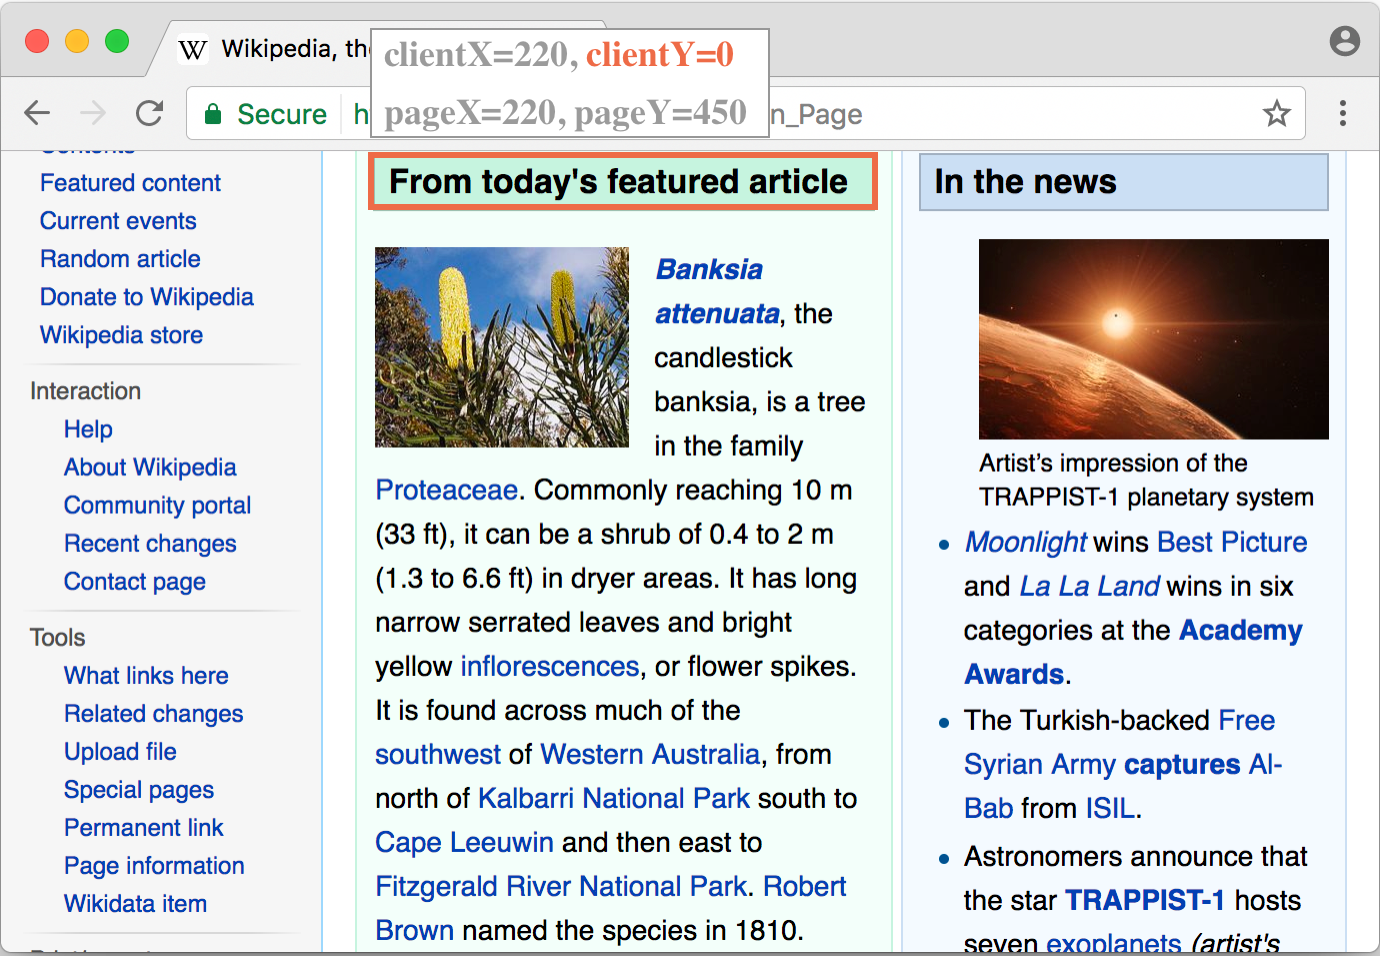 Wikipedia, the
clientX=220, clientY=0
pageX=220, pageY=450
Secure
n_Page
Contents
Featured content
Current events
Random article
Donate to Wikipedia
Wikipedia store
Interaction
Help
About Wikipedia
Community portal
Recent changes
Contact page
Tools
What links here
Related changes
Upload file
Special pages
Permanent link
Page information
Wikidata item
From today's featured article
Banksia
attenuata, the
candlestick
banksia, is a tree
in the family
Proteaceae. Commonly reaching 10 m
(33 ft), it can be a shrub of 0.4 to 2 m
(1.3 to 6.6 ft) in dryer areas. It has long
narrow serrated leaves and bright
yellow inflorescences, or flower spikes.
It is found across much of the
southwest of Western Australia, from
north of Kalbarri National Park south to
Cape Leeuwin and then east to
Fitzgerald River National Park. Robert
Brown named the species in 1810.
In the news
Artist's impression of the
TRAPPIST-1 planetary system
• Moonlight wins Best Picture
and La La Land wins in six
categories at the Academy
Awards.
• The Turkish-backed Free
Syrian Army captures Al-
Bab from ISIL.
• Astronomers announce that
the star TRAPPIST-1 hosts
seven exoplanets (artist's